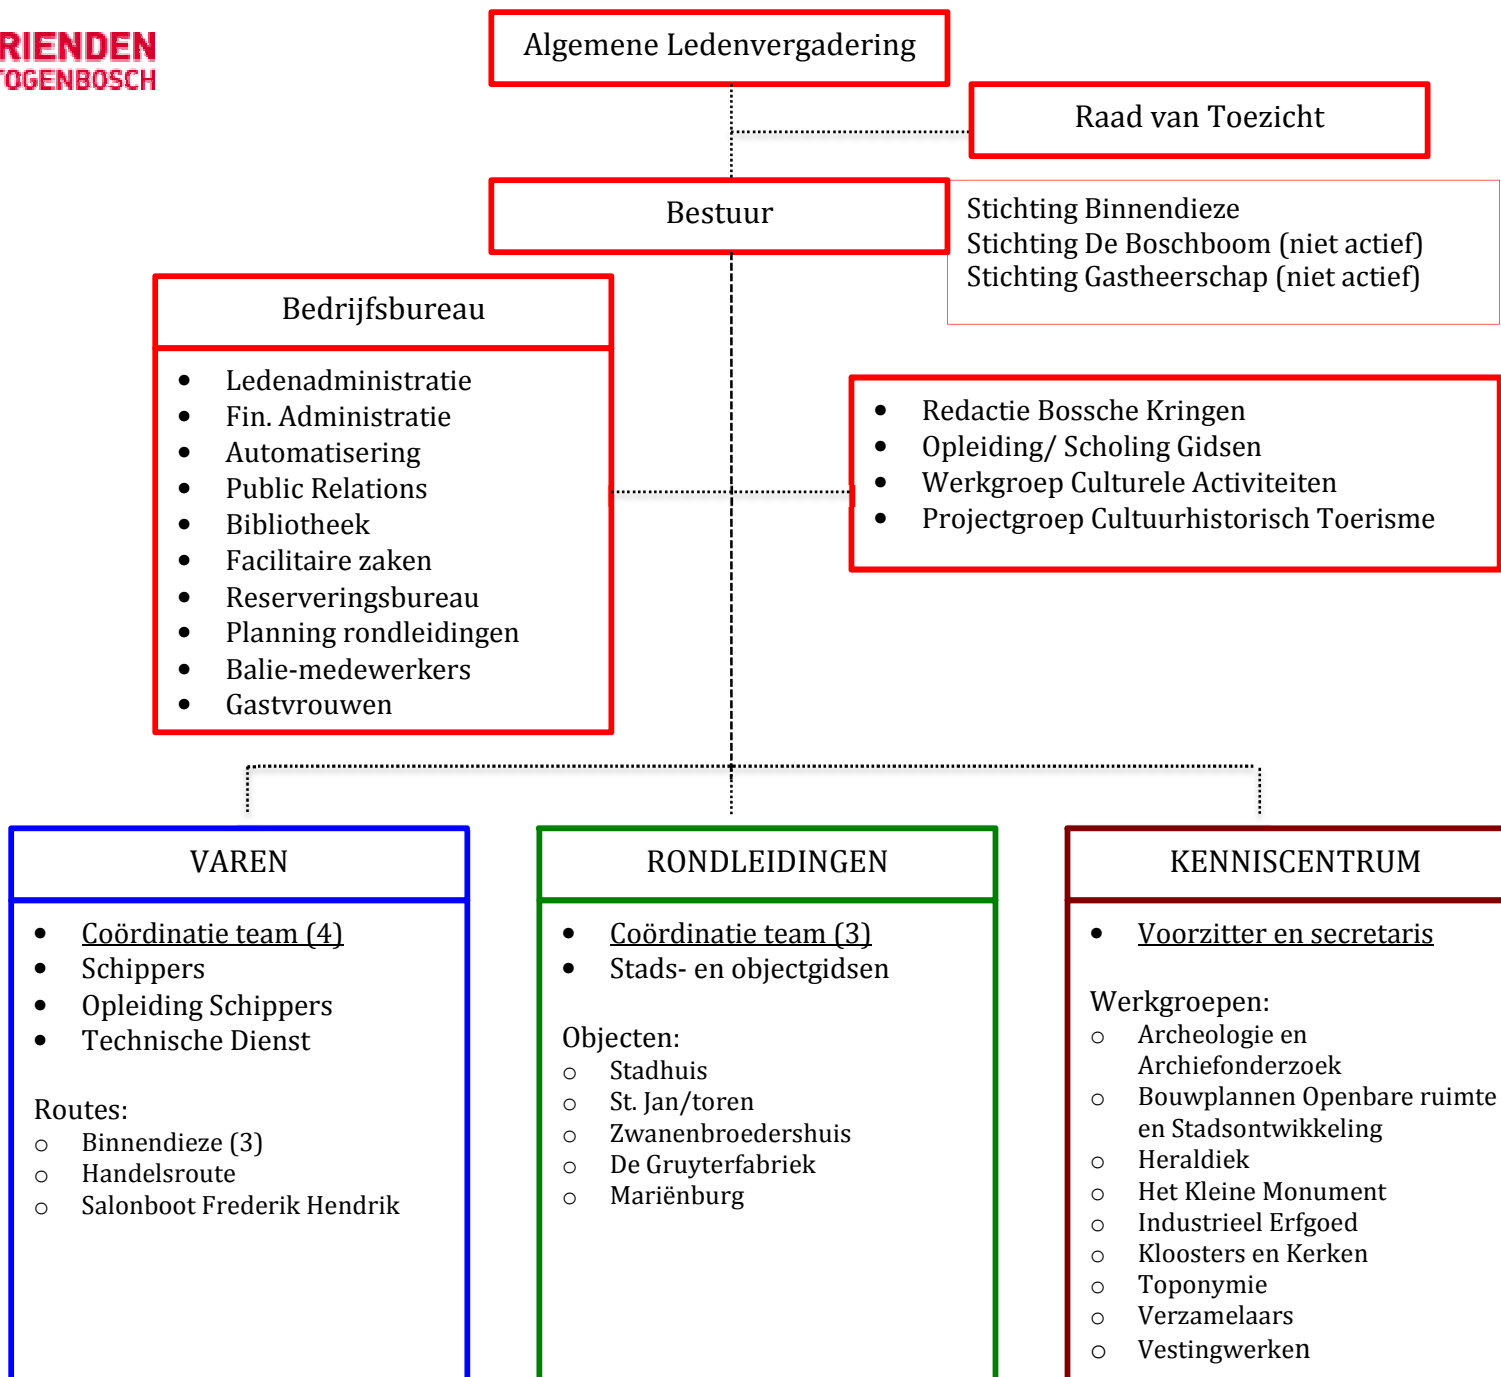 RIENDEN
TOGENBOSCH
Algemene Ledenvergadering
Raad van Toezicht
Bestuur
Stichting Binnendieze
Stichting De Boschboom (niet actief)
Stichting Gastheerschap (niet actief)
Bedrijfsbureau
• Ledenadministratie
• Fin. Administratie
• Automatisering
• Public Relations
• Bibliotheek
• Facilitaire zaken
• Reserveringsbureau
• Planning rondleidingen
• Balie-medewerkers
• Gastvrouwen
• Redactie Bossche Kringen
• Opleiding/ Scholing Gidsen
• Werkgroep Culturele Activiteiten
• Projectgroep Cultuurhistorisch Toerisme
VAREN
• Coördinatie team (4)
• Schippers
• Opleiding Schippers
• Technische Dienst
Routes:
o Binnendieze (3)
o Handelsroute
o Salonboot Frederik Hendrik
RONDLEIDINGEN
• Coördinatie team (3)
• Stads- en objectgidsen
Objecten:
o Stadhuis
o St. Jan/toren
o Zwanenbroedershuis
o De Gruyterfabriek
o Mariënburg
KENNISCENTRUM
• Voorzitter en secretaris
Werkgroepen:
o Archeologie en
Archiefonderzoek
o Bouwplannen Openbare ruimte
en Stadsontwikkeling
o Heraldiek
o Het Kleine Monument
o Industrieel Erfgoed
o Kloosters en Kerken
o Toponymie
o Verzamelaars
o Vestingwerken